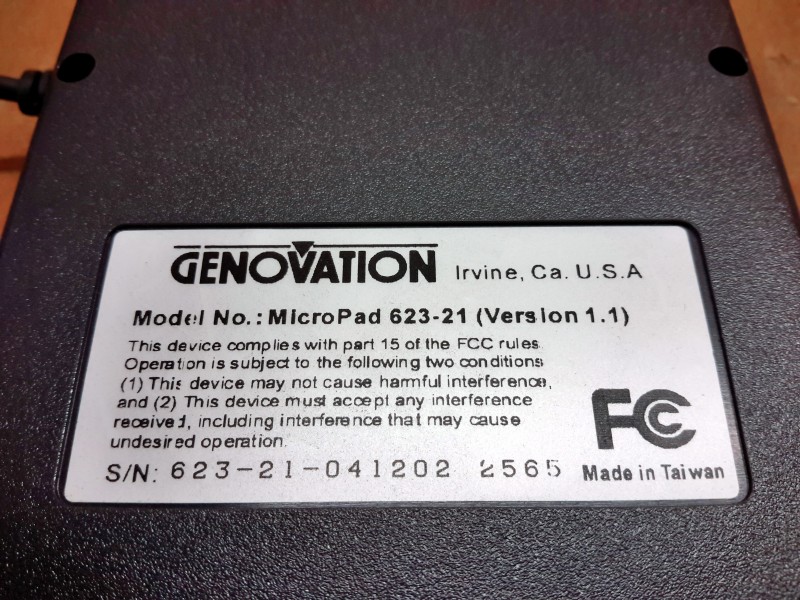 GENOVATION Irvine, Ca. U.S.A
Model No.: MicroPad 623-21 (Version 1.1)
This device complies with part 15 of the FCC rules
Operation is subject to the following two conditions
(1) This device may not cause harmful interference,
and (2) This device must accept any interference
received, including interference that may cause
undesired operation.
S/N: 623-21-041202 2565
FC
Made in Taiwan